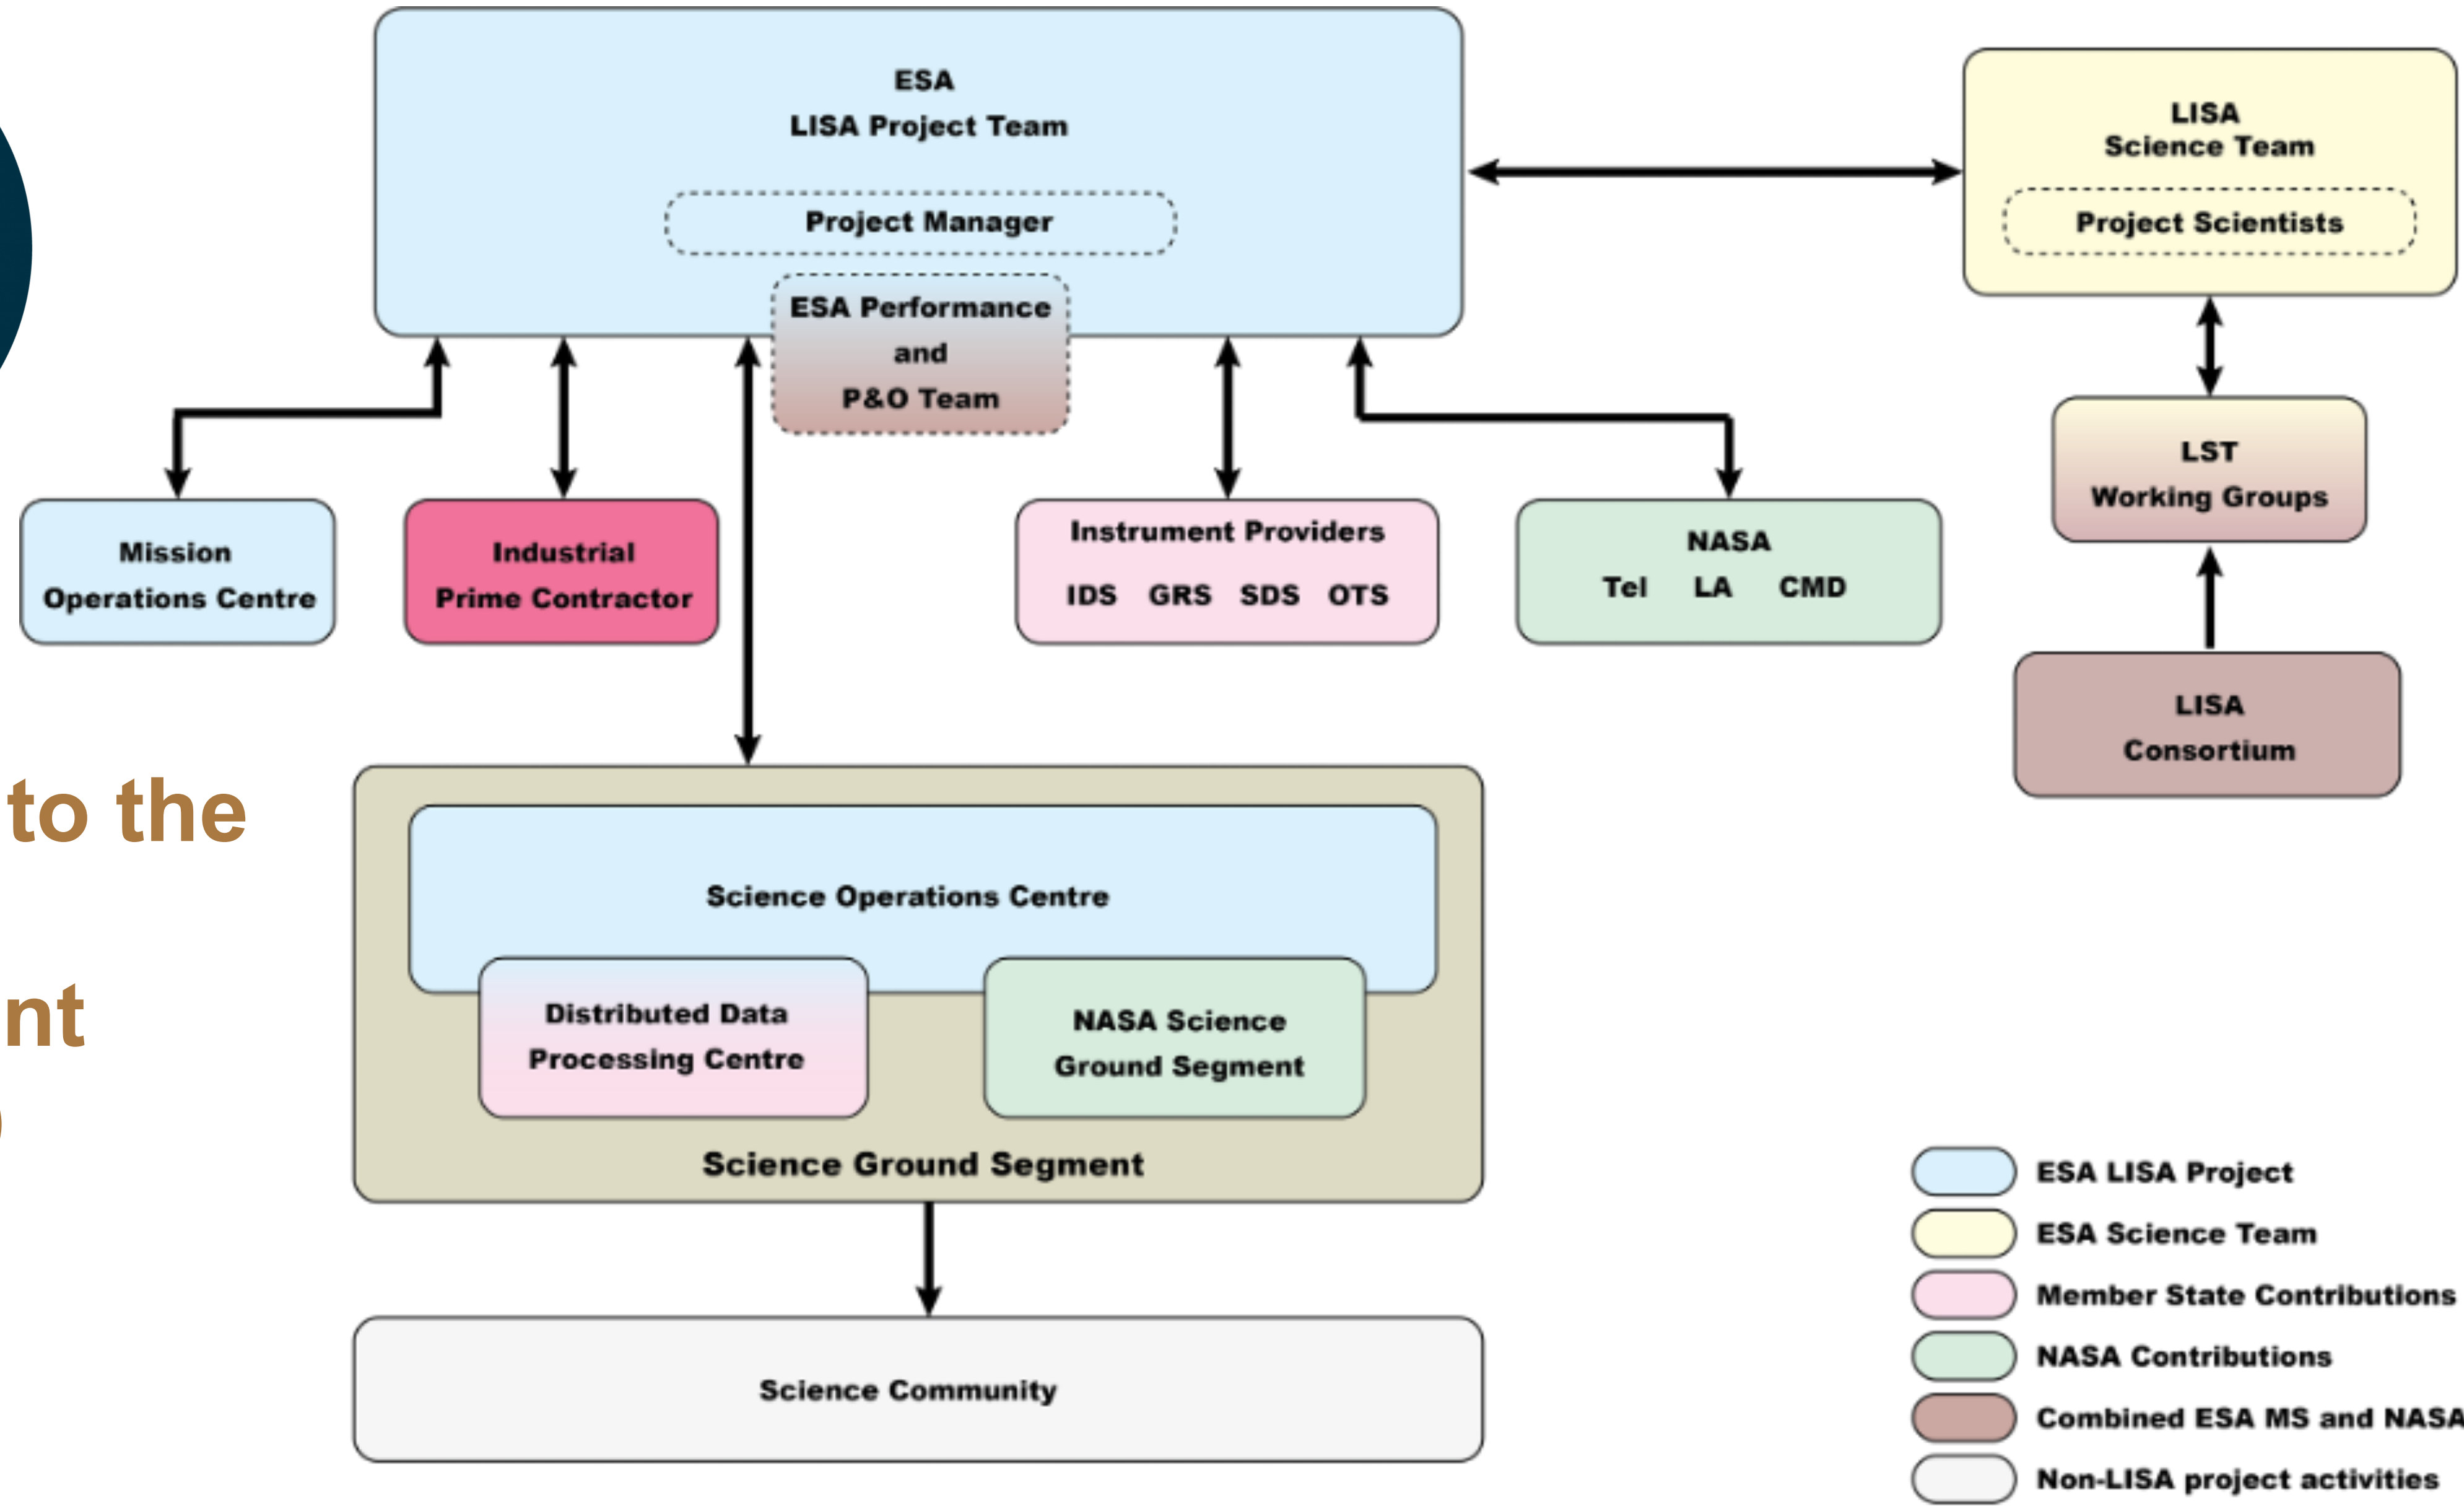 ESA
LISA Project Team
Project Manager
ESA Performance
and
P&O Team
LISA
Science Team
Project Scientists
LST
Working Groups
LISA
Consortium
Mission
Operations Centre
Industrial
Prime Contractor
Instrument Providers
IDS GRS SDS OTS
NASA
Tel LA CMD
to the
nt
)
Science Operations Centre
Distributed Data
Processing Centre
NASA Science
Ground Segment
Science Ground Segment
Science Community
ESA LISA Project
ESA Science Team
Member State Contributions
NASA Contributions
Combined ESA MS and NASA
Non-LISA project activities